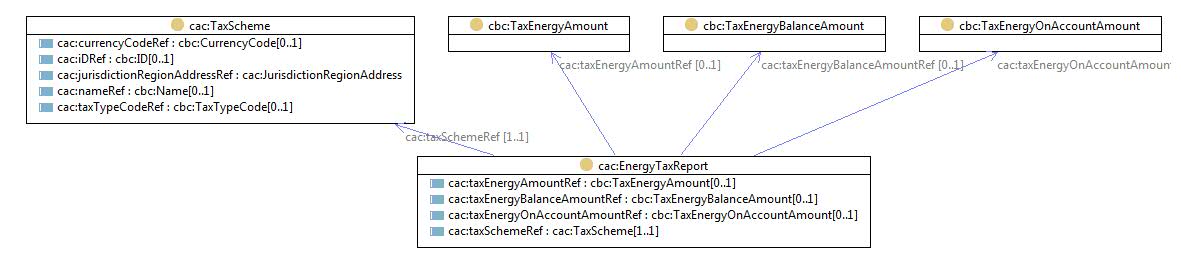 cac:TaxScheme
cac:currencyCodeRef : cbc:CurrencyCode[0..1]
cac:iDRef : cbc:ID[0..1]
cac:jurisdictionRegionAddressRef : cac:JurisdictionRegionAddress
cac:nameRef : cbc:Name[0..1]
cac:taxTypeCodeRef : cbc:TaxTypeCode[0..1]
cbc:TaxEnergyAmount
cbc:TaxEnergyBalanceAmount
cbc:TaxEnergyOnAccountAmount
cac:taxEnergyAmountRef [0..1]
cac:taxEnergyBalanceAmountRef [0..1]
cac:taxEnergyOnAccountAmount
cac:taxSchemeRef [1..1]
cac:EnergyTaxReport
cac:taxEnergyAmountRef : cbc:TaxEnergyAmount[0..1]
cac:taxEnergyBalanceAmountRef : cbc:TaxEnergyBalanceAmount[0..1]
cac:taxEnergyOnAccountAmountRef : cbc:TaxEnergyOnAccountAmount[0..1]
cac:taxSchemeRef : cac:TaxScheme[1..1]